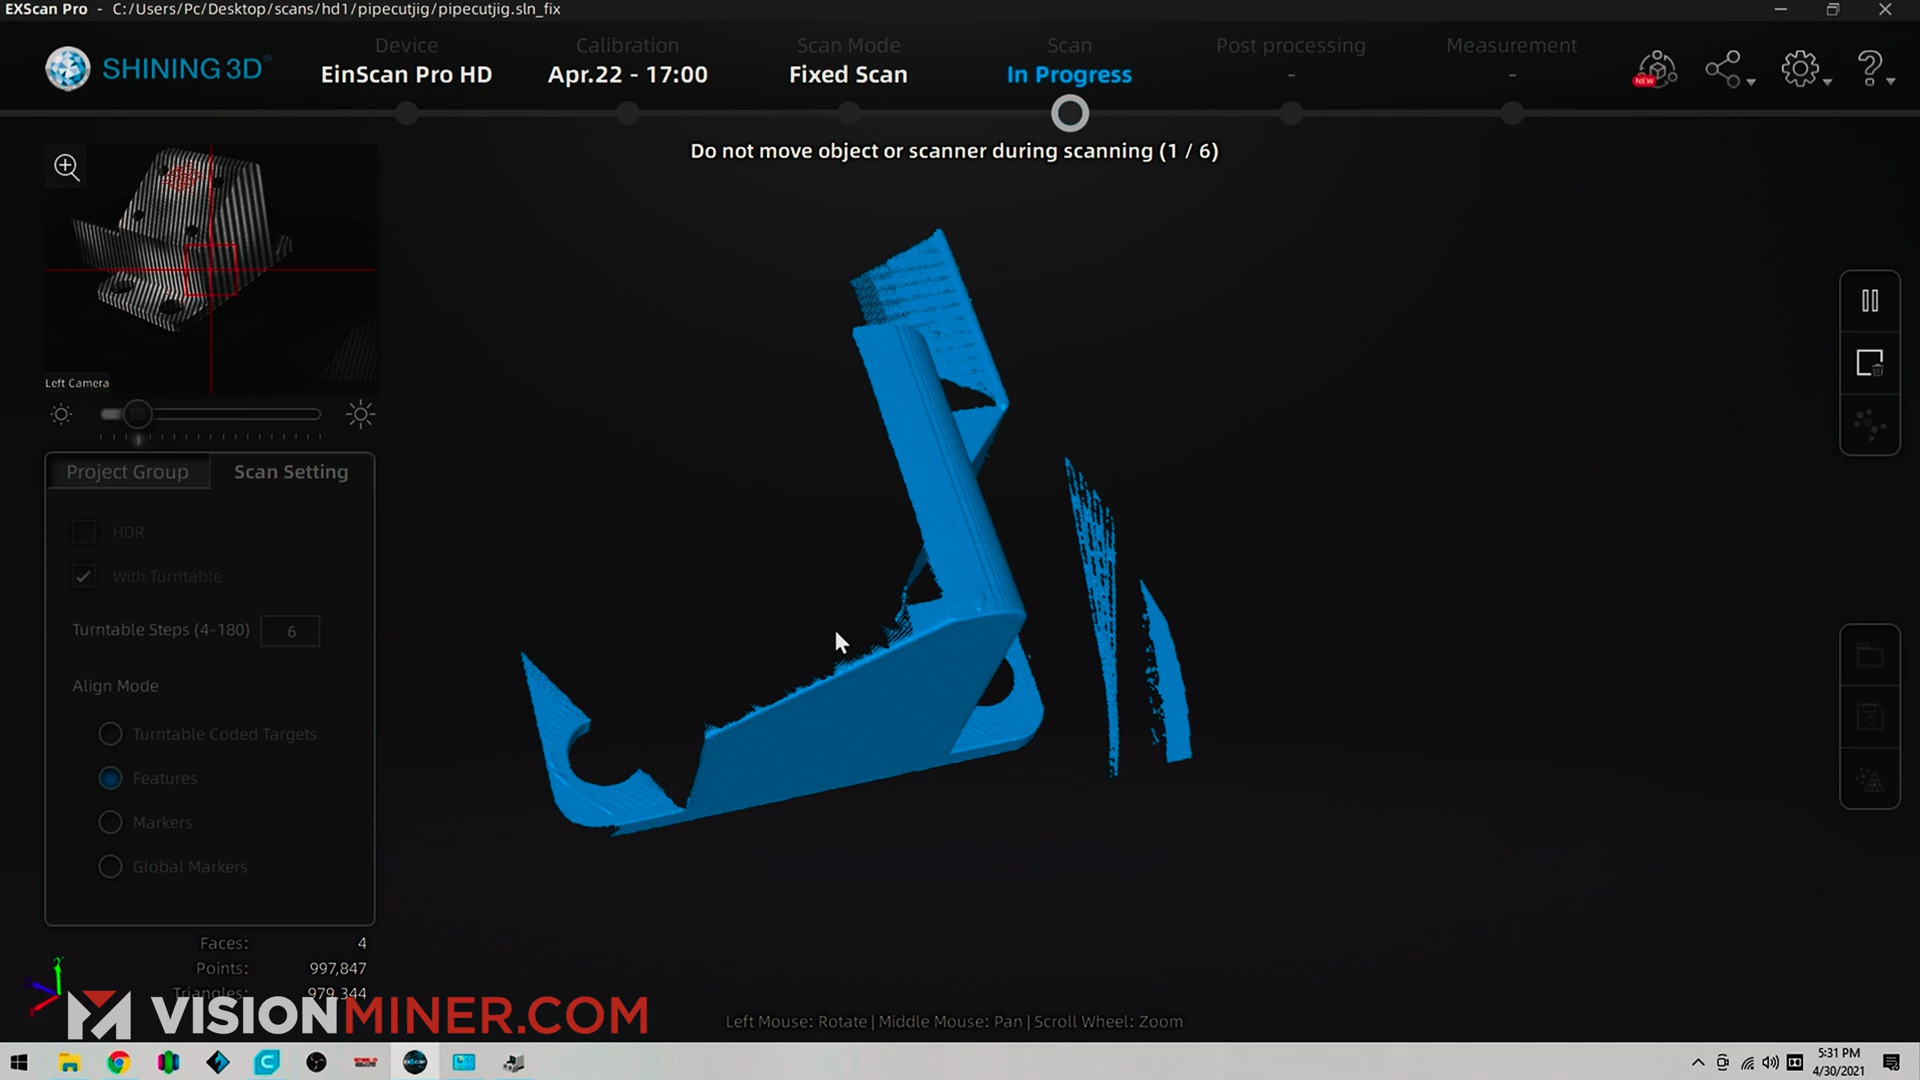 EXScan Pro - C:/Users/Pc/Desktop/scans/hd1/pipecutjig/pipecutjig.sln_fix
SHINING 3D®
Device
EinScan Pro HD
Calibration
Apr.22 - 17:00
Scan Mode
Fixed Scan
Scan
In Progress
Post processing
-
Measurement
-
NEW
Do not move object or scanner during scanning (1 / 6)
Left Camera
Project Group
Scan Setting
HDR
With Turntable
Turntable Steps (4-180) 6
Align Mode
Turntable Coded Targets
Features
Markers
Global Markers
Faces: 4
Points: 997,847
Triangles: 979,344
VISIONMINER.COM
Left Mouse: Rotate | Middle Mouse: Pan | Scroll Wheel: Zoom
5:31 PM
4/30/2021